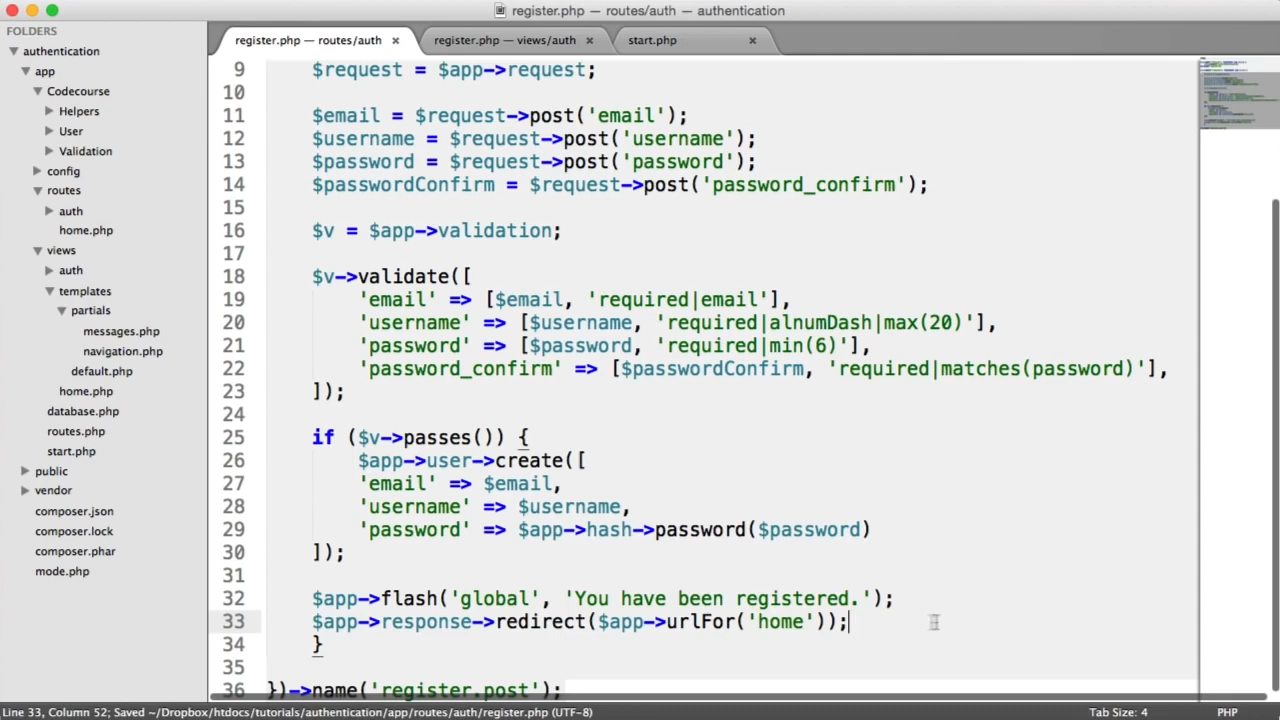 register.php — routes/auth — authentication
FOLDERS
authentication
app
Codecourse
Helpers
User
Validation
config
routes
auth
home.php
views
auth
templates
partials
messages.php
navigation.php
default.php
home.php
database.php
routes.php
start.php
public
vendor
composer.json
composer.lock
composer.phar
mode.php
register.php — routes/auth ×
register.php — views/auth ×
start.php ×
9 $request = $app->request;
10
11 $email = $request->post('email');
12 $username = $request->post('username');
13 $password = $request->post('password');
14 $passwordConfirm = $request->post('password_confirm');
15
16 $v = $app->validation;
17
18 $v->validate([
19 'email' => [$email, 'required|email'],
20 'username' => [$username, 'required|alnumDash|max(20)'],
21 'password' => [$password, 'required|min(6)'],
22 'password_confirm' => [$passwordConfirm, 'required|matches(password)'],
23 ]);
24
25 if ($v->passes()) {
26 $app->user->create([
27 'email' => $email,
28 'username' => $username,
29 'password' => $app->hash->password($password)
30 ]);
31
32 $app->flash('global', 'You have been registered.');
33 $app->response->redirect($app->urlFor('home'));
34 }
35
36 })->name('register.post');
Line 33, Column 52; Saved ~/Dropbox/htdocs/tutorials/authentication/app/routes/auth/register.php (UTF-8)
Tab Size: 4
PHP